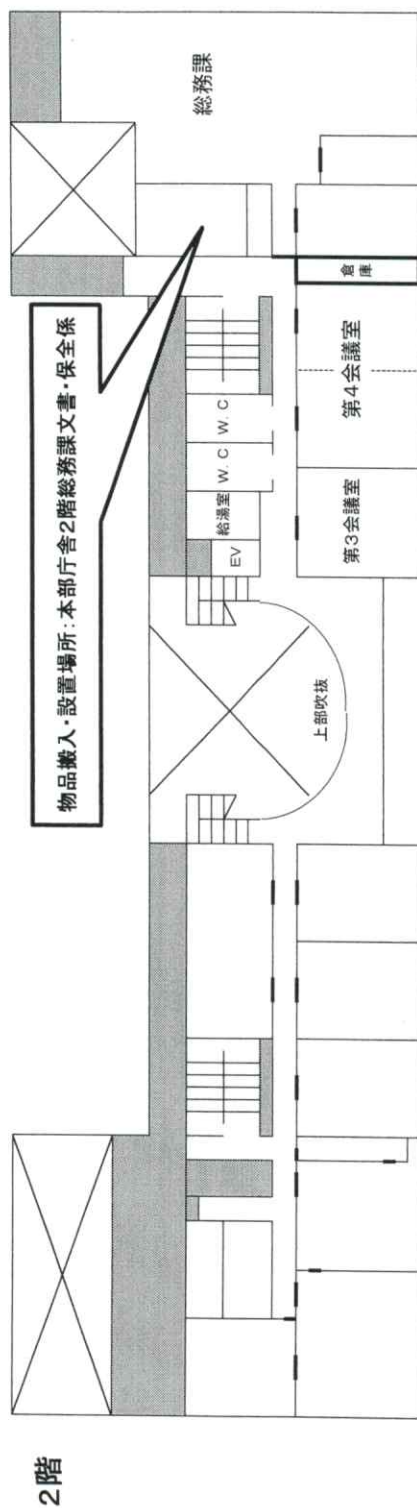 2階
物品搬入・設置場所：本部庁舎2階総務課文書・保全係
総務課
W.C
W.C
給湯室
EV
上部吹抜
倉庫
第4会議室
第3会議室